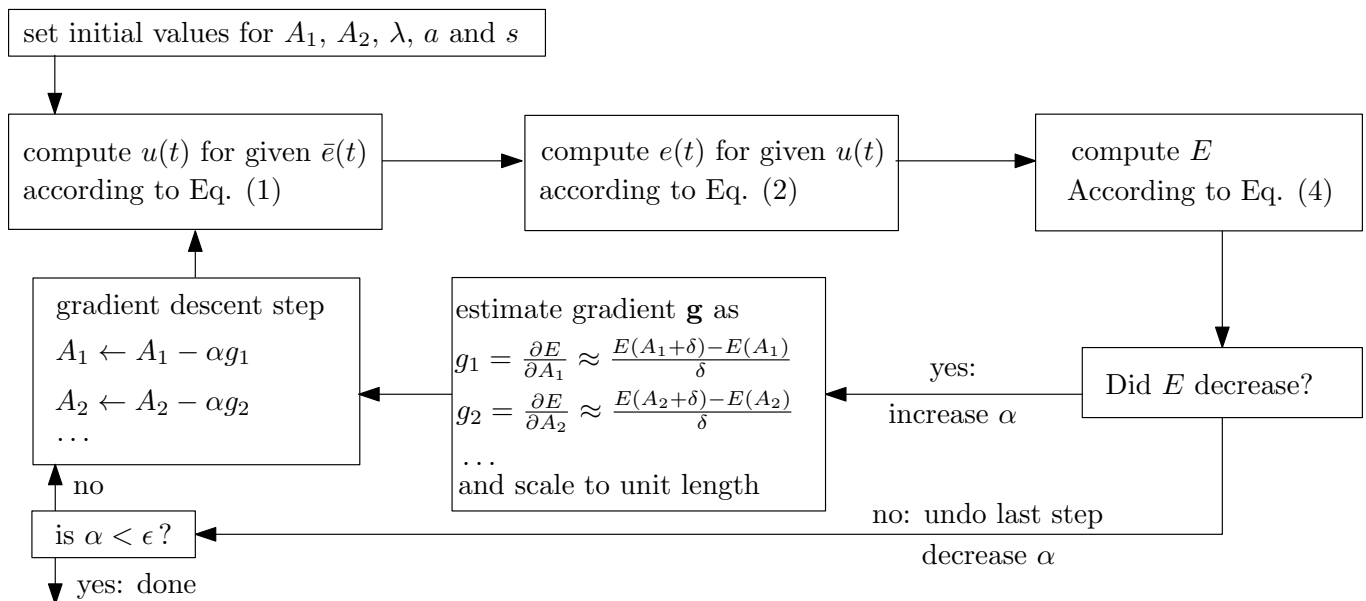 set initial values for A₁, A₂, λ, a and s
compute u(t) for given ē(t)
according to Eq. (1)
compute e(t) for given u(t)
according to Eq. (2)
compute E
According to Eq. (4)
gradient descent step
A₁ ← A₁ − αg₁
A₂ ← A₂ − αg₂
...
estimate gradient g as
g₁ = ∂E/∂A₁ ≈ (E(A₁+δ)−E(A₁))/δ
g₂ = ∂E/∂A₂ ≈ (E(A₂+δ)−E(A₂))/δ
...
and scale to unit length
yes:
increase α
Did E decrease?
no
is α < ϵ?
no: undo last step
decrease α
yes: done